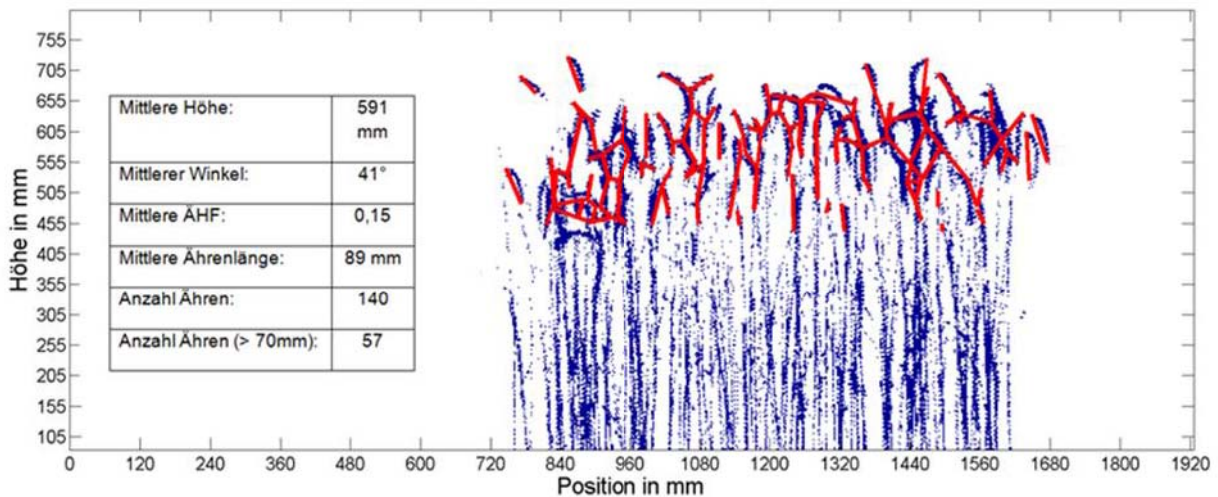 755
705
655
605
555
505
455
405
355
305
255
205
155
105
Höhe in mm
Mittlere Höhe: 591
mm
Mittlerer Winkel: 41°
Mittlere ÄHF: 0,15
Mittlere Ährenlänge: 89 mm
Anzahl Ähren: 140
Anzahl Ähren (> 70mm): 57
0 120 240 360 480 600 720 840 960 1080 1200 1320 1440 1560 1680 1800 1920
Position in mm